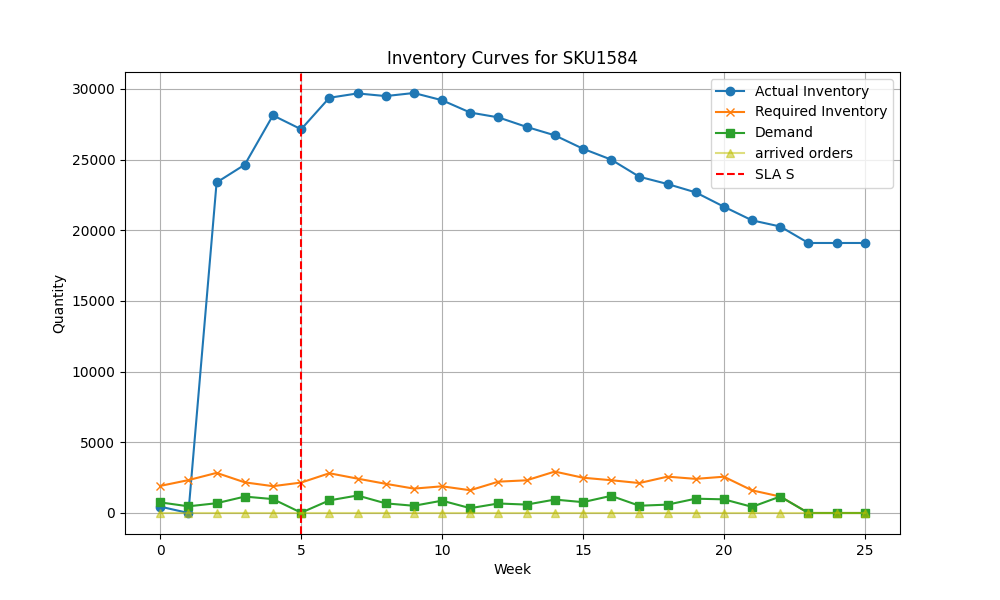 Inventory Curves for SKU1584
Actual Inventory
Required Inventory
Demand
arrived orders
SLA S
30000
25000
20000
15000
10000
5000
0
Quantity
0 5 10 15 20 25
Week